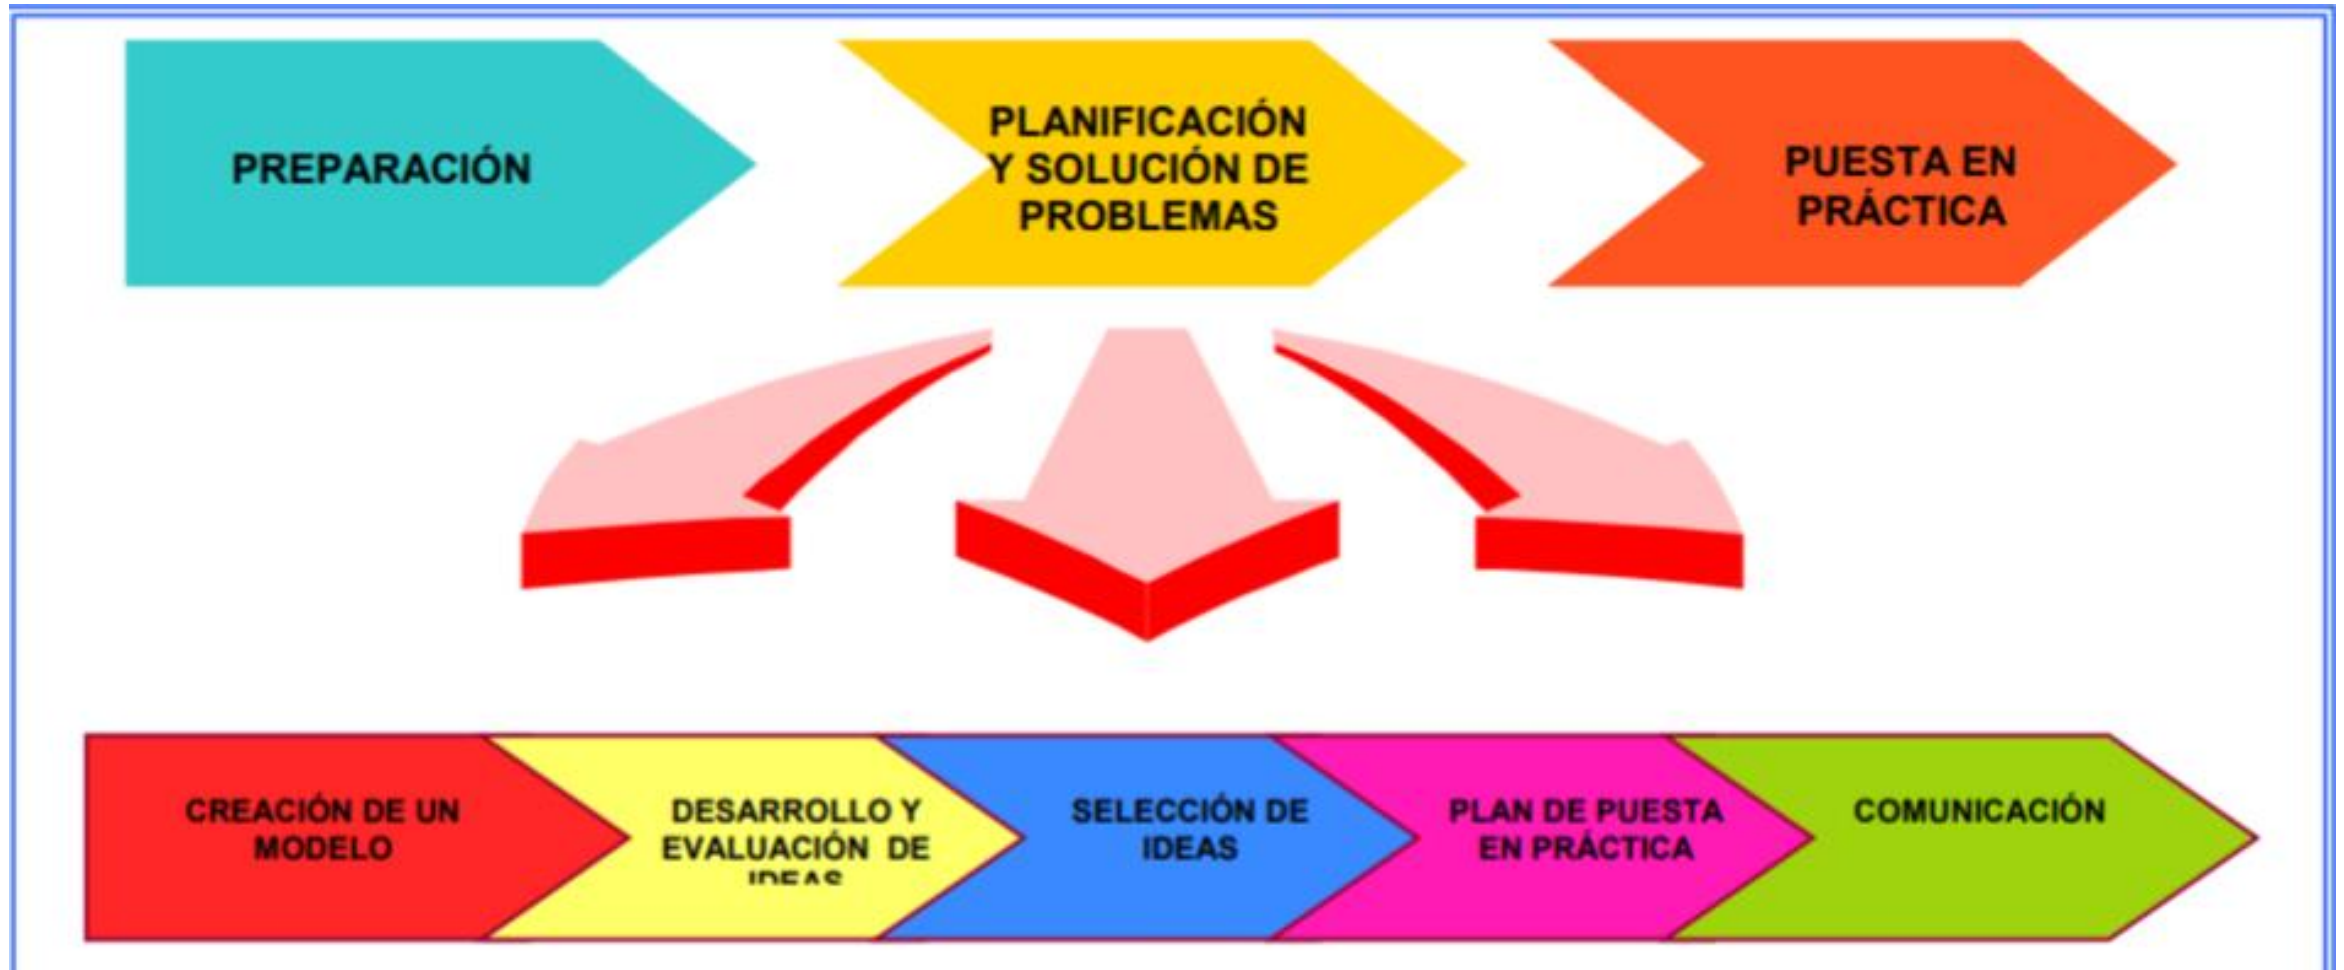 PREPARACIÓN
PLANIFICACIÓN
Y SOLUCIÓN DE
PROBLEMAS
PUESTA EN
PRÁCTICA
CREACIÓN DE UN
MODELO
DESARROLLO Y
EVALUACIÓN DE
IDEAS
SELECCIÓN DE
IDEAS
PLAN DE PUESTA
EN PRÁCTICA
COMUNICACIÓN